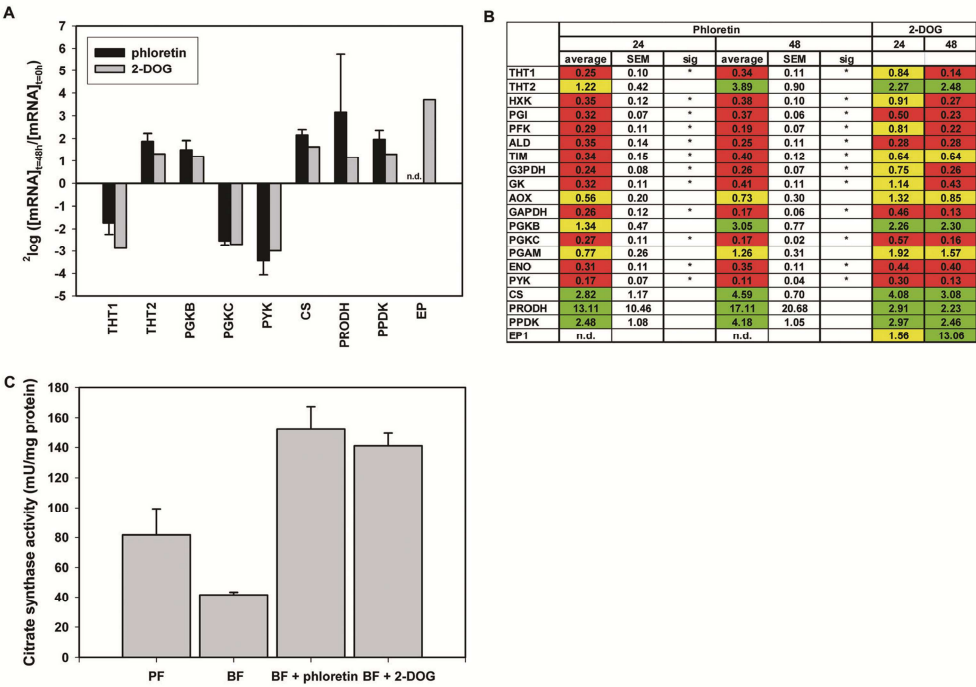 A
7
6
5
4
3
2
1
0
-1
-2
-3
-4
-5
²log ([mRNA]t=48h/[mRNA]t=0h)
phloretin
2-DOG
n.d.
THT1 THT2 PGKB PGKC PYK CS PRODH PPDK EP
B
Phloretin 2-DOG
24 48 24 48
average SEM sig average SEM sig
THT1 0.25 0.10 * 0.34 0.11 * 0.84 0.14
THT2 1.22 0.42 3.89 0.90 2.27 2.48
HXK 0.35 0.12 * 0.38 0.10 * 0.91 0.27
PGI 0.32 0.07 * 0.37 0.06 * 0.50 0.23
PFK 0.29 0.11 * 0.19 0.07 * 0.81 0.22
ALD 0.35 0.14 * 0.25 0.11 * 0.28 0.28
TIM 0.34 0.15 * 0.40 0.12 * 0.64 0.64
G3PDH 0.24 0.08 * 0.26 0.07 * 0.75 0.26
GK 0.32 0.11 * 0.41 0.11 * 1.14 0.43
AOX 0.56 0.20 0.73 0.30 1.32 0.85
GAPDH 0.26 0.12 * 0.17 0.06 * 0.46 0.13
PGKB 1.34 0.47 3.05 0.77 2.26 2.30
PGKC 0.27 0.11 * 0.17 0.02 * 0.57 0.16
PGAM 0.77 0.26 1.26 0.31 1.92 1.57
ENO 0.31 0.11 * 0.35 0.11 * 0.44 0.40
PYK 0.17 0.07 * 0.11 0.04 * 0.30 0.13
CS 2.82 1.17 4.59 0.70 4.08 3.08
PRODH 13.11 10.46 17.11 20.68 2.91 2.23
PPDK 2.48 1.08 4.18 1.05 2.97 2.46
EP1 n.d. n.d. 1.56 13.06
C
180
160
140
120
100
80
60
40
20
0
Citrate synthase activity (mU/mg protein)
PF BF BF + phloretin BF + 2-DOG